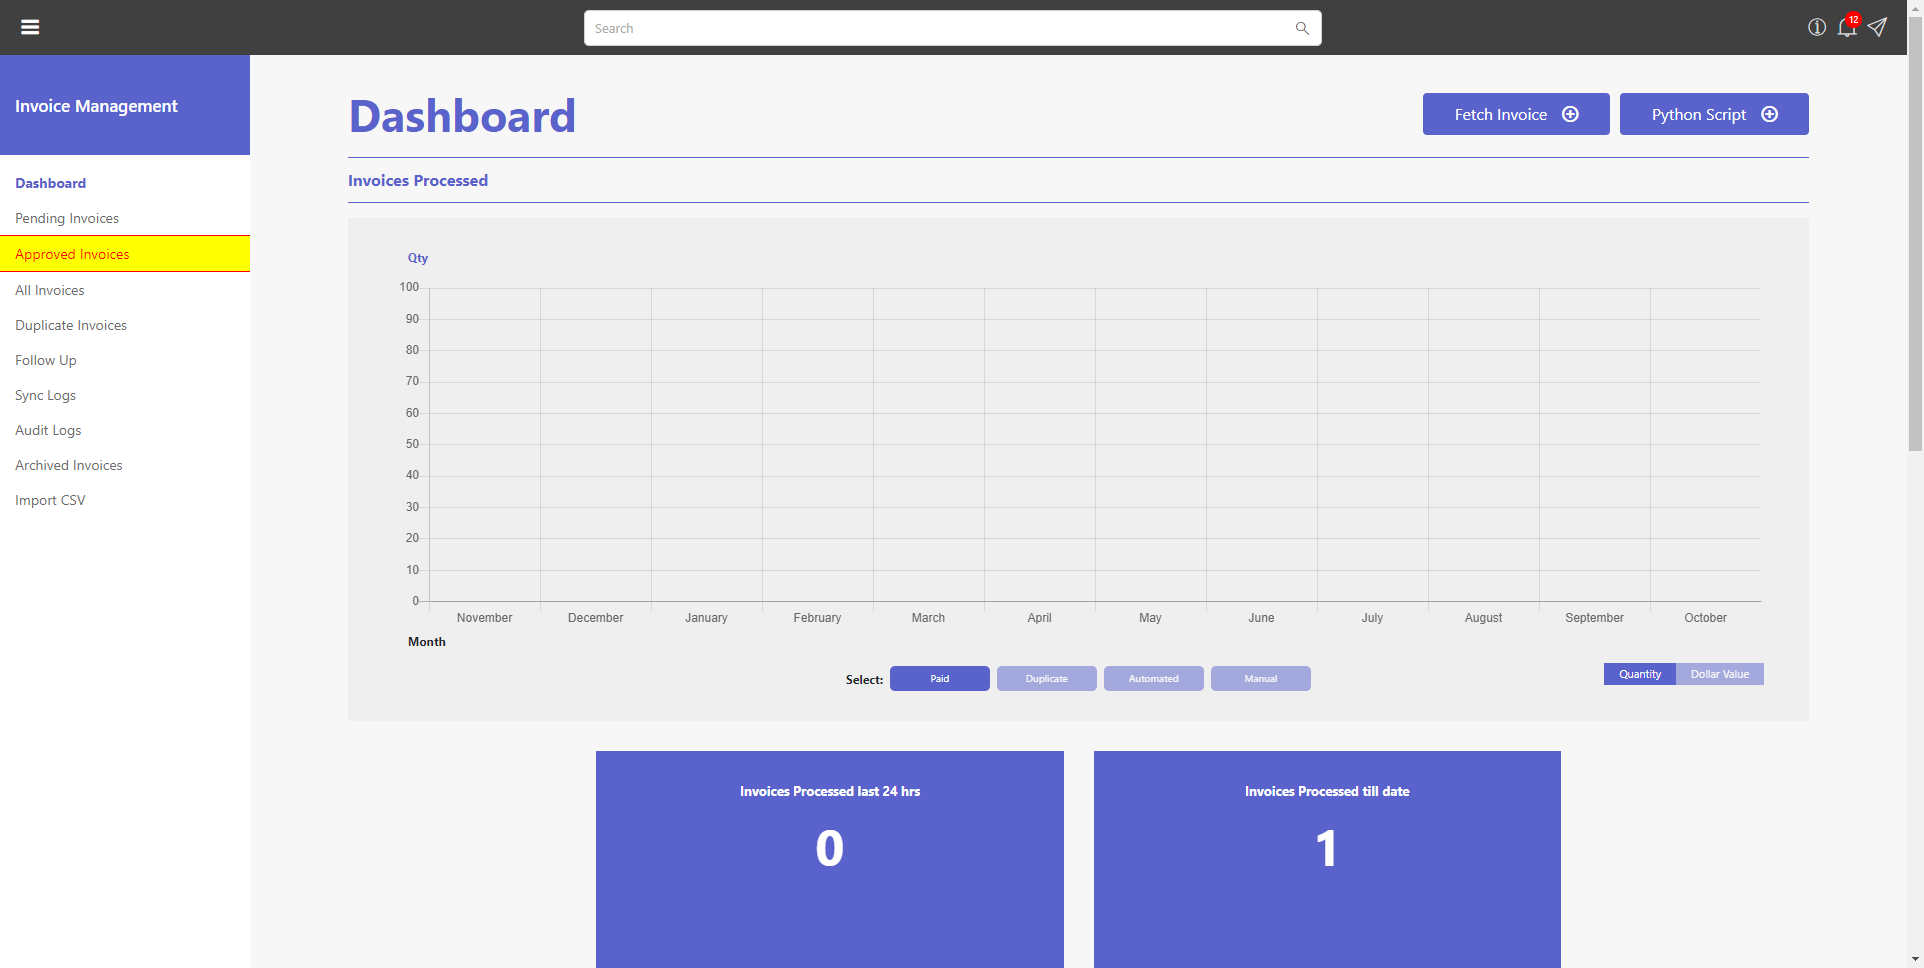 Search
12
Invoice Management
Dashboard
Pending Invoices
Approved Invoices
All Invoices
Duplicate Invoices
Follow Up
Sync Logs
Audit Logs
Archived Invoices
Import CSV
Dashboard
Fetch Invoice
Python Script
Invoices Processed
Qty
100
90
80
70
60
50
40
30
20
10
0
November December January February March April May June July August September October
Month
Select: Paid Duplicate Automated Manual
Quantity Dollar Value
Invoices Processed last 24 hrs
0
Invoices Processed till date
1